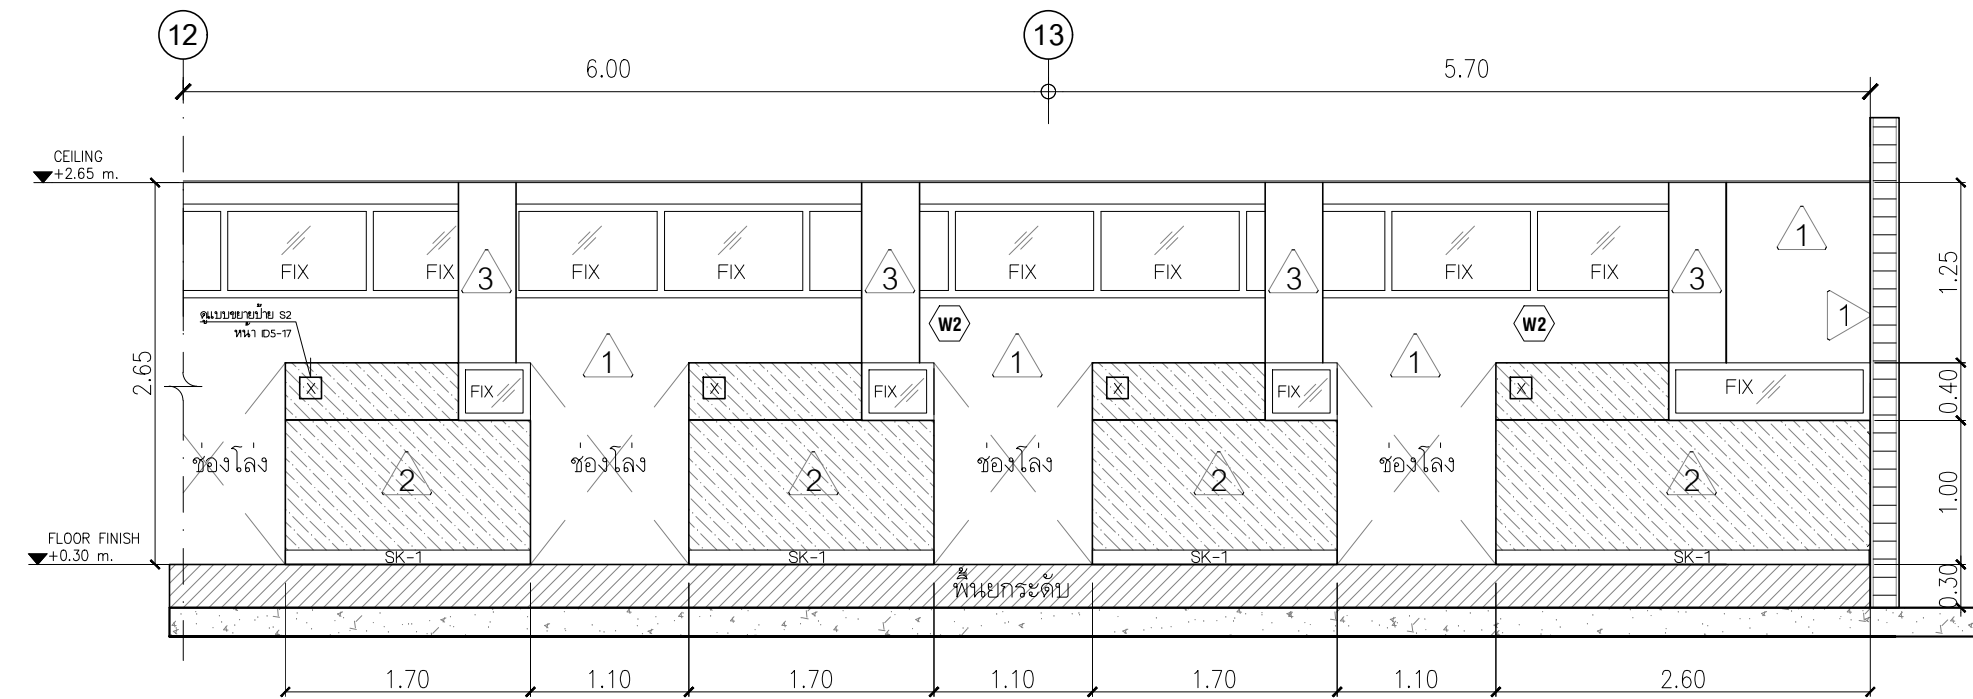 12
13
6.00
5.70
CEILING
+2.65 m.
FIX
FIX
FIX
FIX
FIX
FIX
FIX
FIX
3
3
3
3
1
1
1.25
ดูแบบขยายป้าย S2
หน้า ID5-17
W2
W2
2.65
1
1
1
X
FIX
X
FIX
X
FIX
X
FIX
0.40
ช่องโล่ง
ช่องโล่ง
ช่องโล่ง
ช่องโล่ง
2
2
2
2
1.00
FLOOR FINISH
+0.30 m.
SK-1
SK-1
SK-1
SK-1
พื้นยกระดับ
0.30
1.70
1.10
1.70
1.10
1.70
1.10
2.60